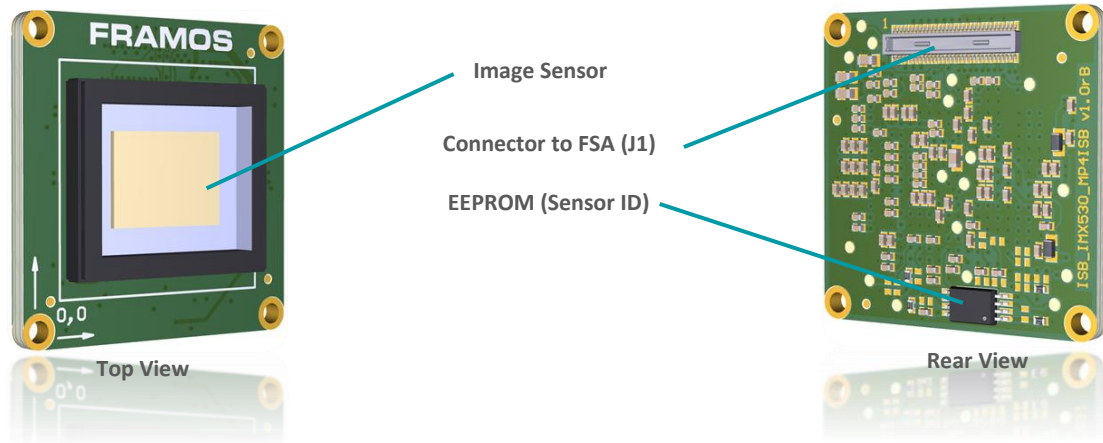 FRAMOS
0,0
Top View
Image Sensor
Connector to FSA (J1)
EEPROM (Sensor ID)
1
ISB_IMX530_MP4ISB v1.0rB
Rear View